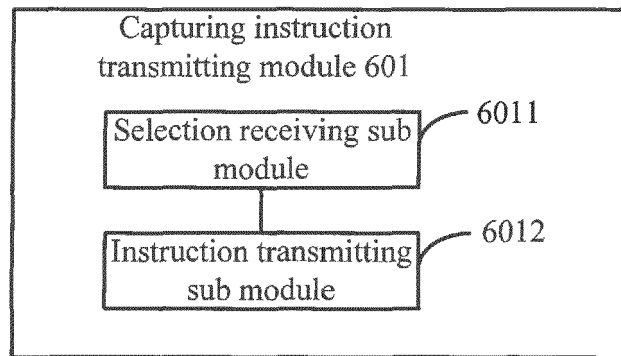 Capturing instruction
transmitting module 601
Selection receiving sub
module
6011
Instruction transmitting
sub module
6012